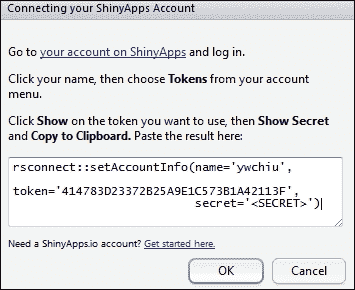 Connecting your ShinyApps Account
Go to your account on ShinyApps and log in.
Click your name, then choose Tokens from your account
menu.
Click Show on the token you want to use, then Show Secret
and Copy to Clipboard. Paste the result here:
rsconnect::setAccountInfo(name='ywchiu',
token='414783D23372B25A9E1C573B1A42113F',
secret='<SECRET>')
Need a ShinyApps.io account? Get started here.
OK Cancel